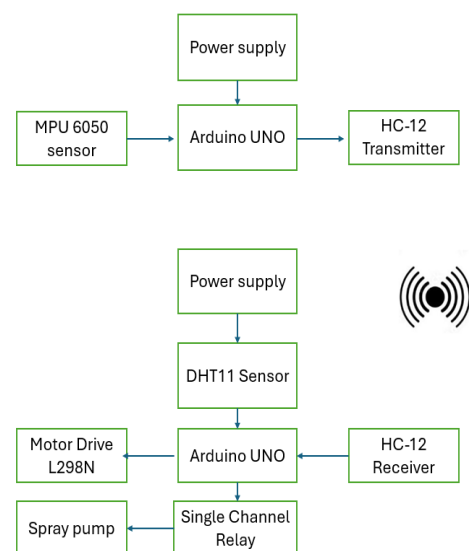 Power supply
MPU 6050
sensor
Arduino UNO
HC-12
Transmitter
Power supply
DHT11 Sensor
Motor Drive
L298N
Arduino UNO
HC-12
Receiver
Spray pump
Single Channel
Relay